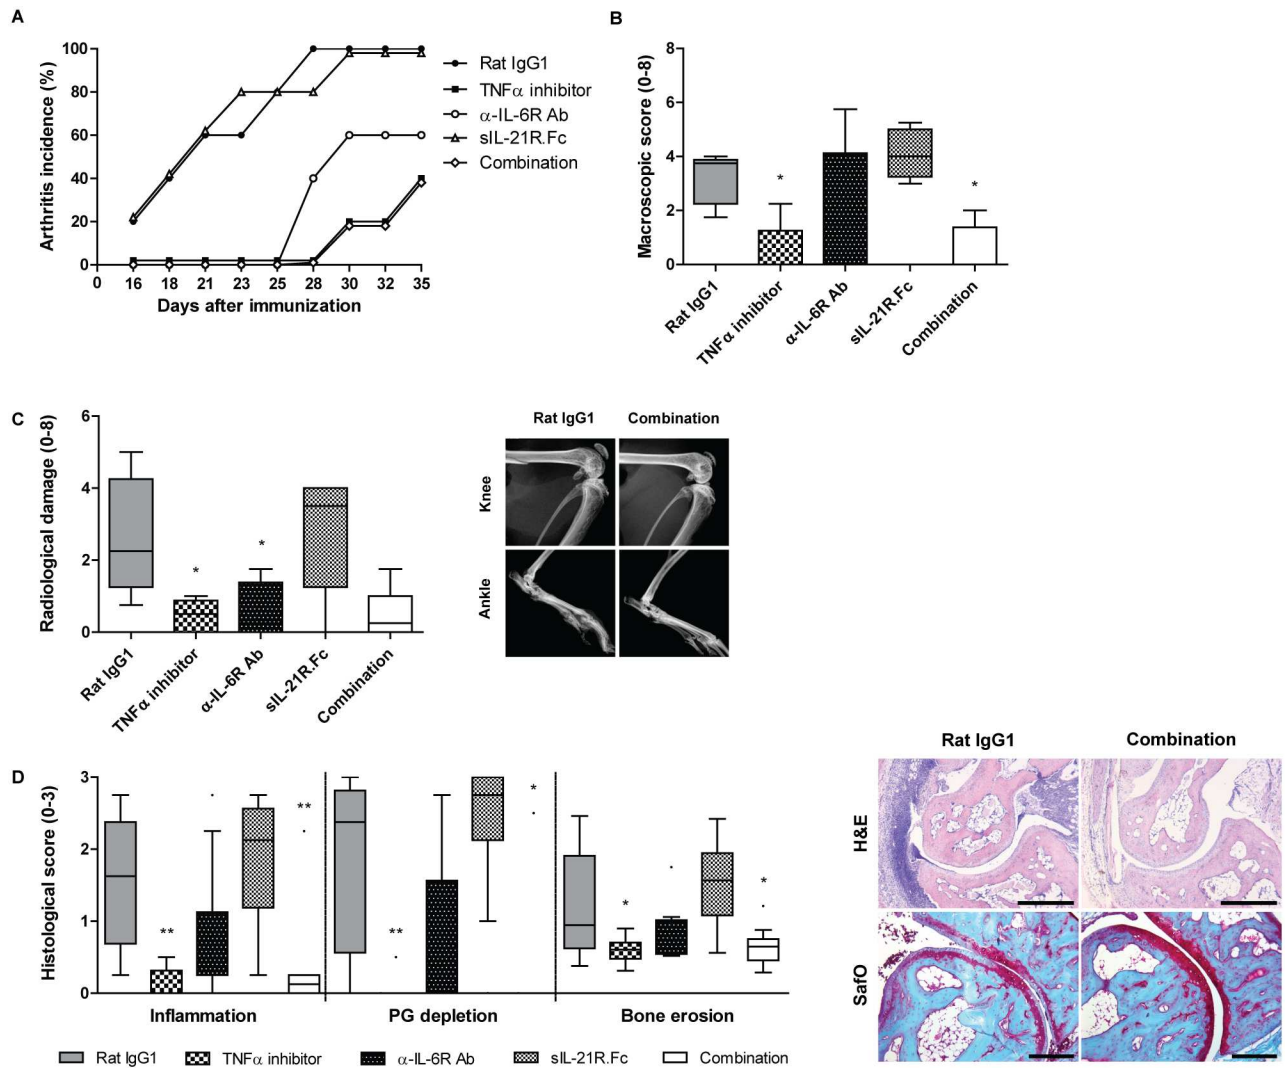 A
Arthritis incidence (%)
100
80
60
40
20
0
0 16 18 21 23 25 28 30 32 35
Days after immunization
Rat IgG1
TNFα inhibitor
α-IL-6R Ab
sIL-21R.Fc
Combination
B
Macroscopic score (0-8)
8
6
4
2
0
* *
Rat IgG1
TNFα inhibitor
α-IL-6R Ab
sIL-21R.Fc
Combination
C
Radiological damage (0-8)
6
4
2
0
* *
Rat IgG1
TNFα inhibitor
α-IL-6R Ab
sIL-21R.Fc
Combination
Rat IgG1 Combination
Knee
Ankle
D
Histological score (0-3)
3
2
1
0
** ** ** * * *
Inflammation PG depletion Bone erosion
Rat IgG1 TNFα inhibitor α-IL-6R Ab sIL-21R.Fc Combination
Rat IgG1 Combination
H&E
SafO